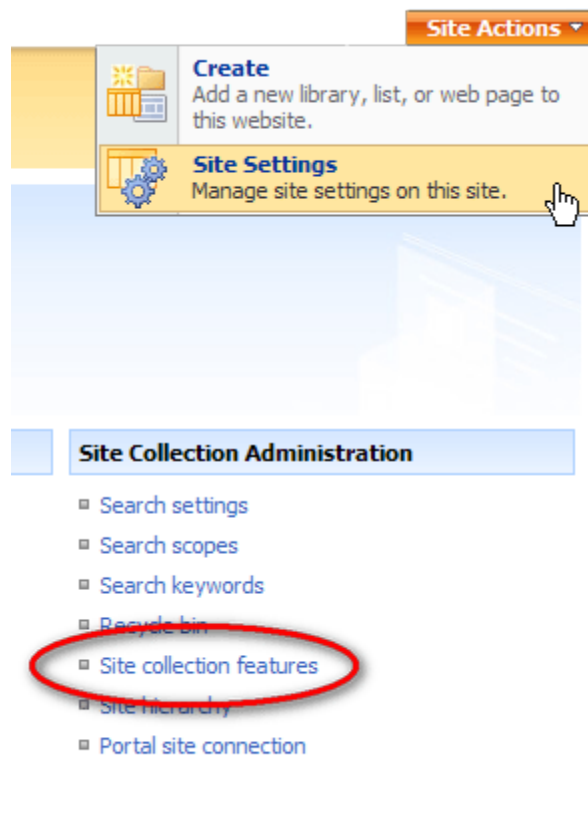 Site Actions
Create
Add a new library, list, or web page to
this website.
Site Settings
Manage site settings on this site.
Site Collection Administration
Search settings
Search scopes
Search keywords
Recycle bin
Site collection features
Site hierarchy
Portal site connection